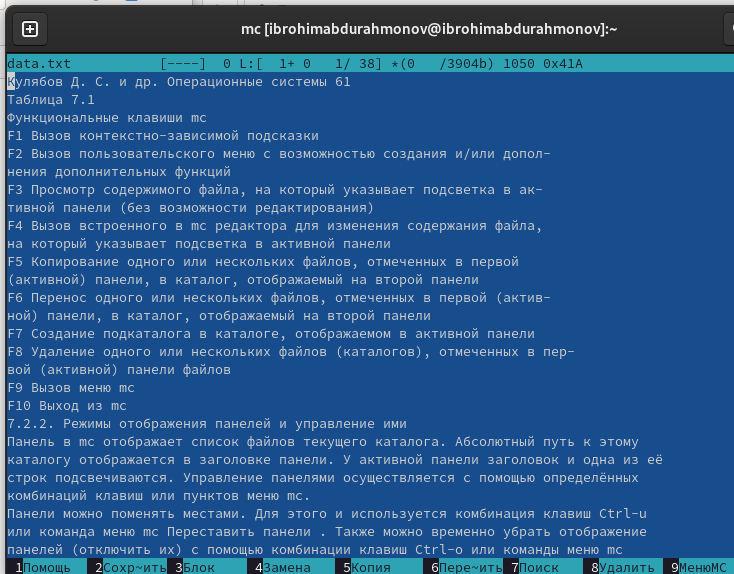 mc [ibrohimabdurahmonov@ibrohimabdurahmonov]:~
data.txt [----] 0 L:[ 1+ 0 1/ 38] *(0 /3904b) 1050 0x41A
Кулябов Д. С. и др. Операционные системы 61
Таблица 7.1
Функциональные клавиши mc
F1 Вызов контекстно-зависимой подсказки
F2 Вызов пользовательского меню с возможностью создания и/или допол-
нения дополнительных функций
F3 Просмотр содержимого файла, на который указывает подсветка в ак-
тивной панели (без возможности редактирования)
F4 Вызов встроенного в mc редактора для изменения содержания файла,
на который указывает подсветка в активной панели
F5 Копирование одного или нескольких файлов, отмеченных в первой
(активной) панели, в каталог, отображаемый на второй панели
F6 Перенос одного или нескольких файлов, отмеченных в первой (актив-
ной) панели, в каталог, отображаемый на второй панели
F7 Создание подкаталога в каталоге, отображаемом в активной панели
F8 Удаление одного или нескольких файлов (каталогов), отмеченных в пер-
вой (активной) панели файлов
F9 Вызов меню mc
F10 Выход из mc
7.2.2. Режимы отображения панелей и управление ими
Панель в mc отображает список файлов текущего каталога. Абсолютный путь к этому
каталогу отображается в заголовке панели. У активной панели заголовок и одна из её
строк подсвечиваются. Управление панелями осуществляется с помощью определённых
комбинаций клавиш или пунктов меню mc.
Панели можно поменять местами. Для этого и используется комбинация клавиш Ctrl-u
или команда меню mc Переставить панели . Также можно временно убрать отображение
панелей (отключить их) с помощью комбинации клавиш Ctrl-o или команды меню mc
1Помощь 2Сохр~ить 3Блок 4Замена 5Копия 6Пере~ить 7Поиск 8Удалить 9МенюMC